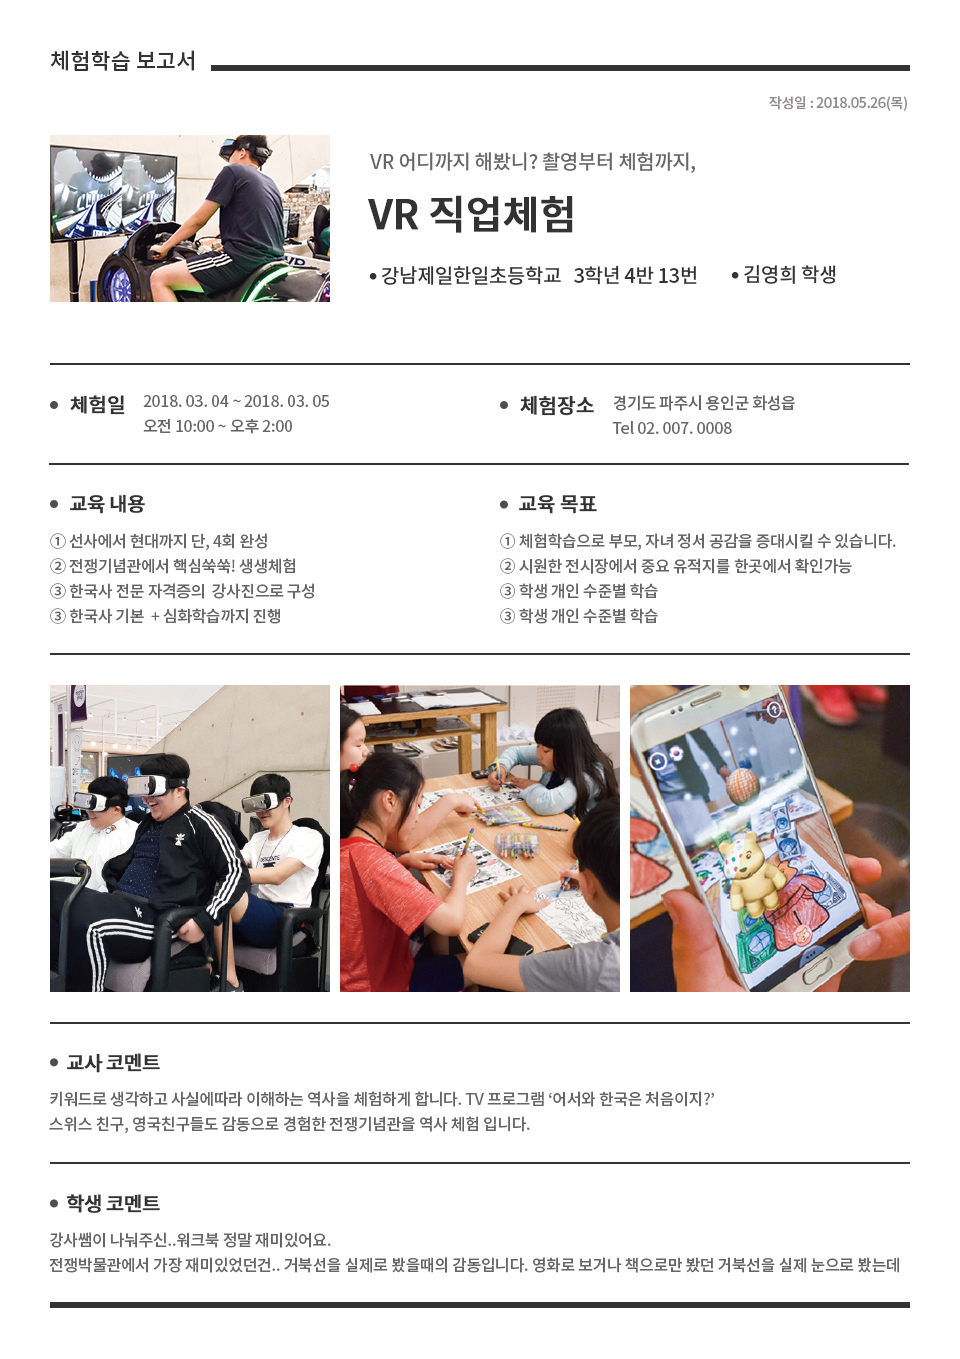 체험학습 보고서
작성일 : 2018.05.26(목)
VR 어디까지 해봤니? 촬영부터 체험까지,
VR 직업체험
• 강남제일한일초등학교 3학년 4반 13번 • 김영희 학생
• 체험일 2018. 03. 04 ~ 2018. 03. 05
오전 10:00 ~ 오후 2:00
• 체험장소 경기도 파주시 용인군 화성읍
Tel 02. 007. 0008
• 교육 내용
① 선사에서 현대까지 단, 4회 완성
② 전쟁기념관에서 핵심쏙쏙! 생생체험
③ 한국사 전문 자격증의 강사진으로 구성
③ 한국사 기본 + 심화학습까지 진행
• 교육 목표
① 체험학습으로 부모, 자녀 정서 공감을 증대시킬 수 있습니다.
② 시원한 전시장에서 중요 유적지를 한곳에서 확인가능
③ 학생 개인 수준별 학습
③ 학생 개인 수준별 학습
• 교사 코멘트
키워드로 생각하고 사실에따라 이해하는 역사을 체험하게 합니다. TV 프로그램 ‘어서와 한국은 처음이지?’
스위스 친구, 영국친구들도 감동으로 경험한 전쟁기념관을 역사 체험 입니다.
• 학생 코멘트
강사쌤이 나눠주신..워크북 정말 재미있어요.
전쟁박물관에서 가장 재미있었던건.. 거북선을 실제로 봤을때의 감동입니다. 영화로 보거나 책으로만 봤던 거북선을 실제 눈으로 봤는데